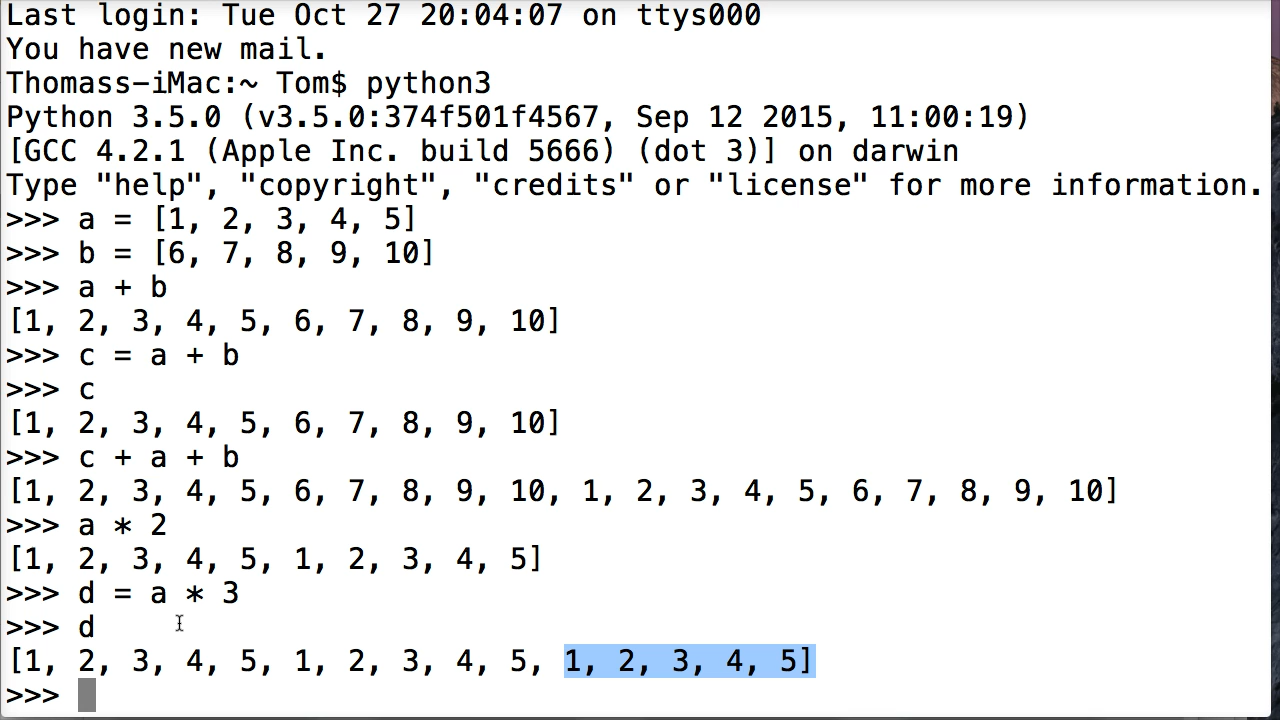 Last login: Tue Oct 27 20:04:07 on ttys000
You have new mail.
Thomass-iMac:~ Tom$ python3
Python 3.5.0 (v3.5.0:374f501f4567, Sep 12 2015, 11:00:19)
[GCC 4.2.1 (Apple Inc. build 5666) (dot 3)] on darwin
Type "help", "copyright", "credits" or "license" for more information.
>>> a = [1, 2, 3, 4, 5]
>>> b = [6, 7, 8, 9, 10]
>>> a + b
[1, 2, 3, 4, 5, 6, 7, 8, 9, 10]
>>> c = a + b
>>> c
[1, 2, 3, 4, 5, 6, 7, 8, 9, 10]
>>> c + a + b
[1, 2, 3, 4, 5, 6, 7, 8, 9, 10, 1, 2, 3, 4, 5, 6, 7, 8, 9, 10]
>>> a * 2
[1, 2, 3, 4, 5, 1, 2, 3, 4, 5]
>>> d = a * 3
>>> d
[1, 2, 3, 4, 5, 1, 2, 3, 4, 5, 1, 2, 3, 4, 5]
>>>